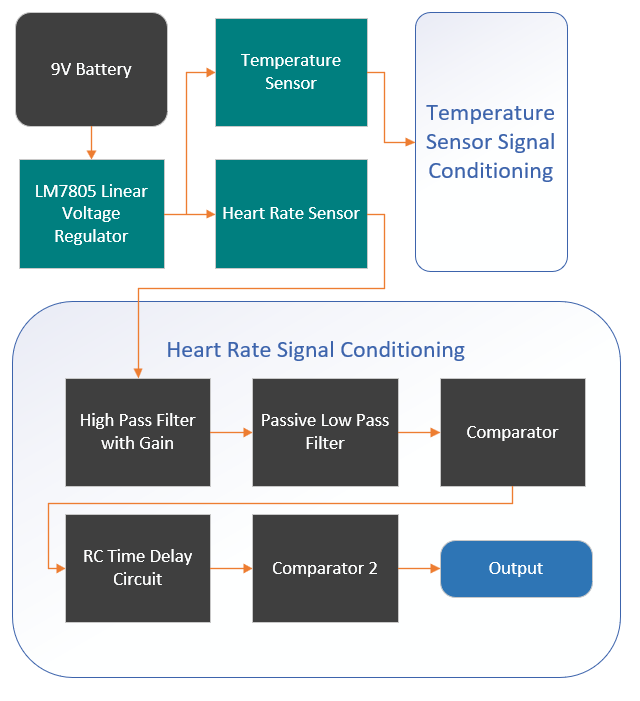 9V Battery
Temperature
Sensor
Temperature
Sensor Signal
Conditioning
LM7805 Linear
Voltage
Regulator
Heart Rate Sensor
Heart Rate Signal Conditioning
High Pass Filter
with Gain
Passive Low Pass
Filter
Comparator
RC Time Delay
Circuit
Comparator 2
Output